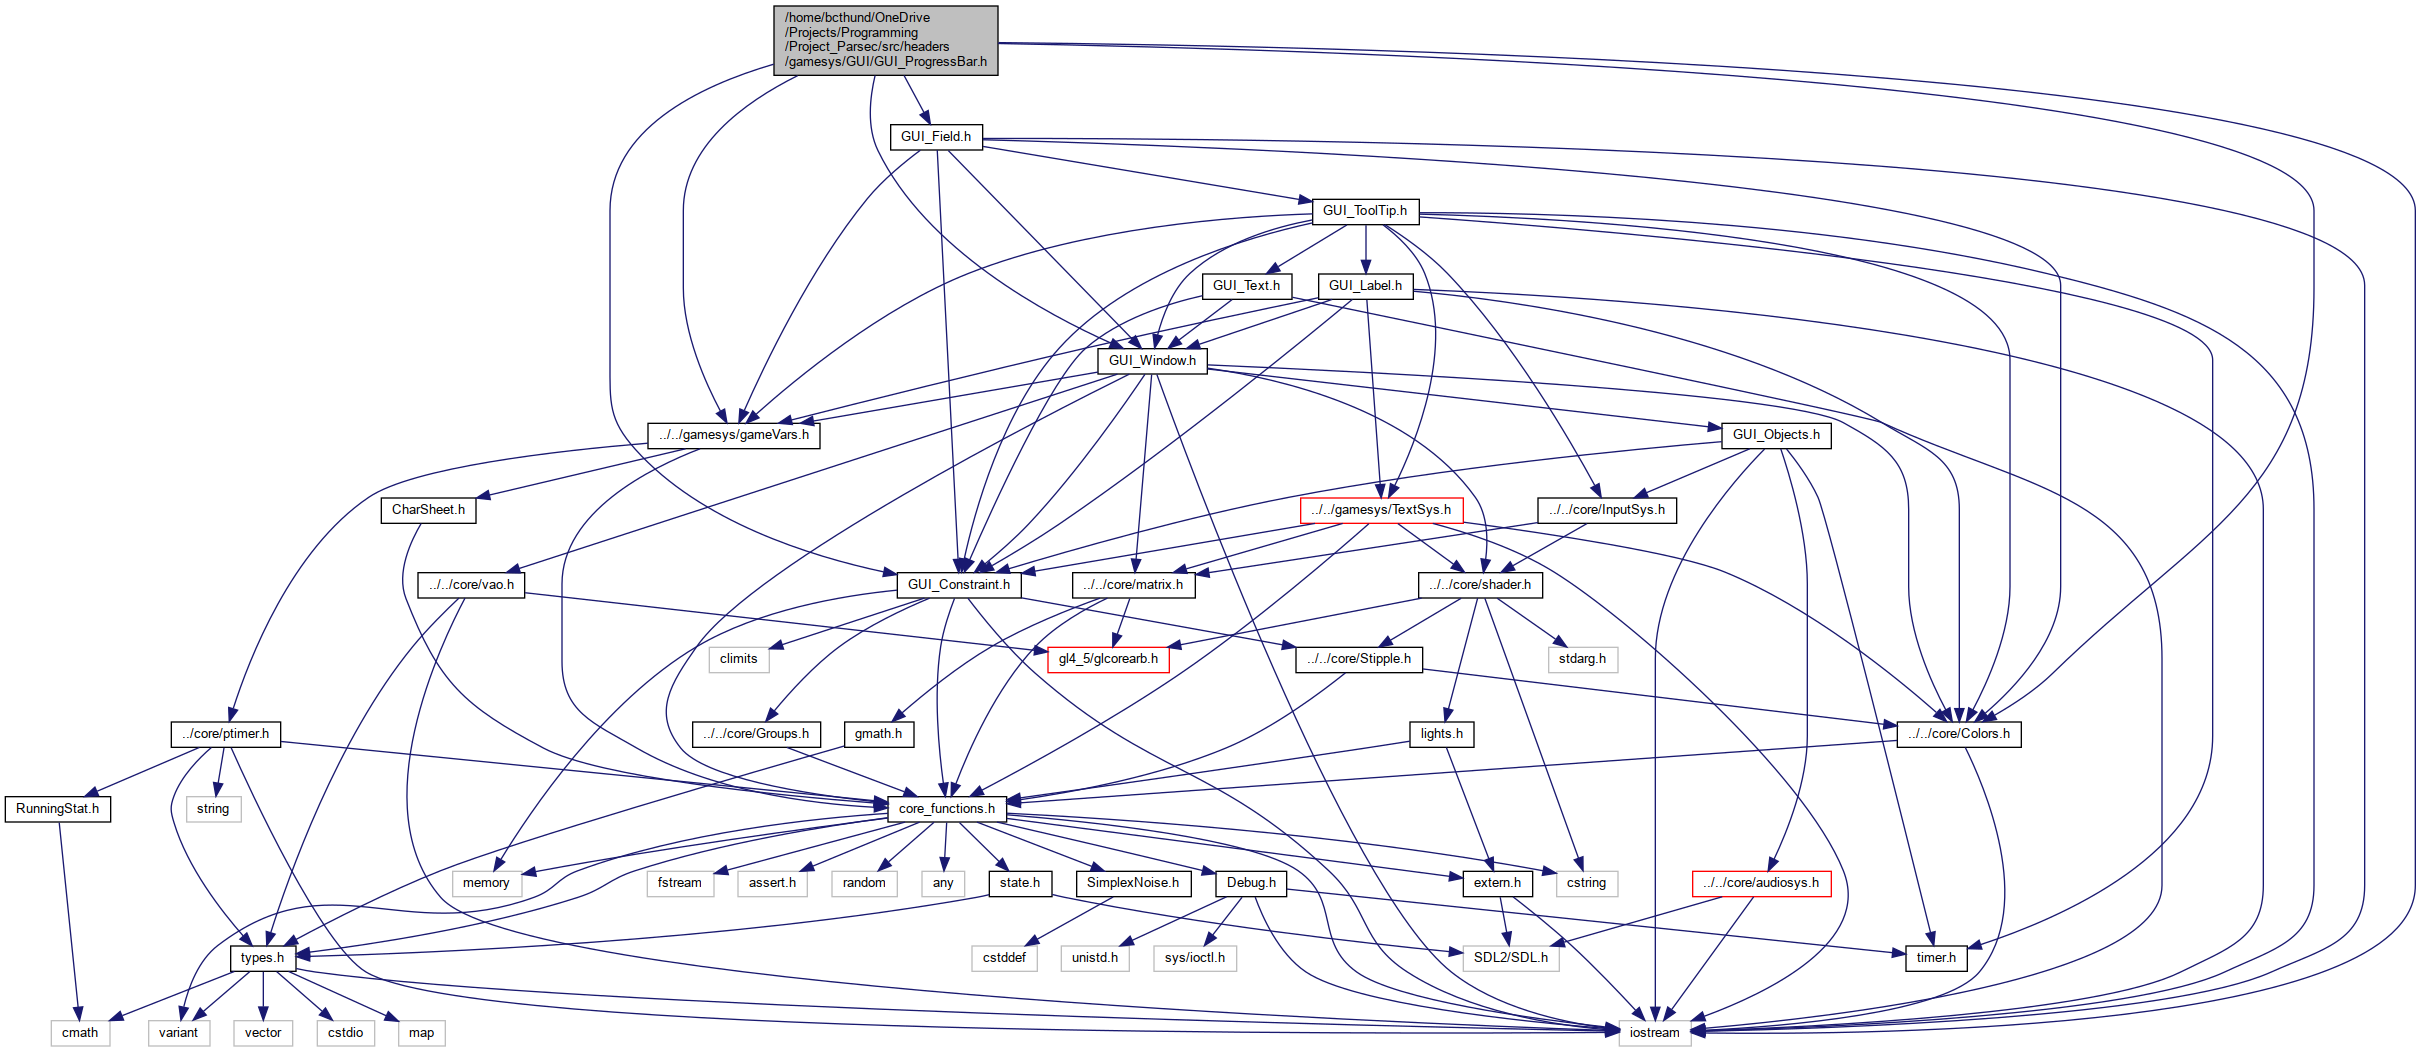 /home/bcthund/OneDrive
/Projects/Programming
/Project_Parsec/src/headers
/gamesys/GUI/GUI_ProgressBar.h
GUI_Field.h
GUI_ToolTip.h
GUI_Text.h
GUI_Label.h
GUI_Window.h
../../gamesys/gameVars.h
GUI_Objects.h
CharSheet.h
../../gamesys/TextSys.h
../../core/InputSys.h
../../core/vao.h
GUI_Constraint.h
../../core/matrix.h
../../core/shader.h
climits
gl4_5/glcorearb.h
../../core/Stipple.h
stdarg.h
../core/ptimer.h
../../core/Groups.h
gmath.h
lights.h
../../core/Colors.h
RunningStat.h
string
core_functions.h
memory
fstream
assert.h
random
any
state.h
SimplexNoise.h
Debug.h
extern.h
cstring
../../core/audiosys.h
types.h
cstddef
unistd.h
sys/ioctl.h
SDL2/SDL.h
timer.h
cmath
variant
vector
cstdio
map
iostream